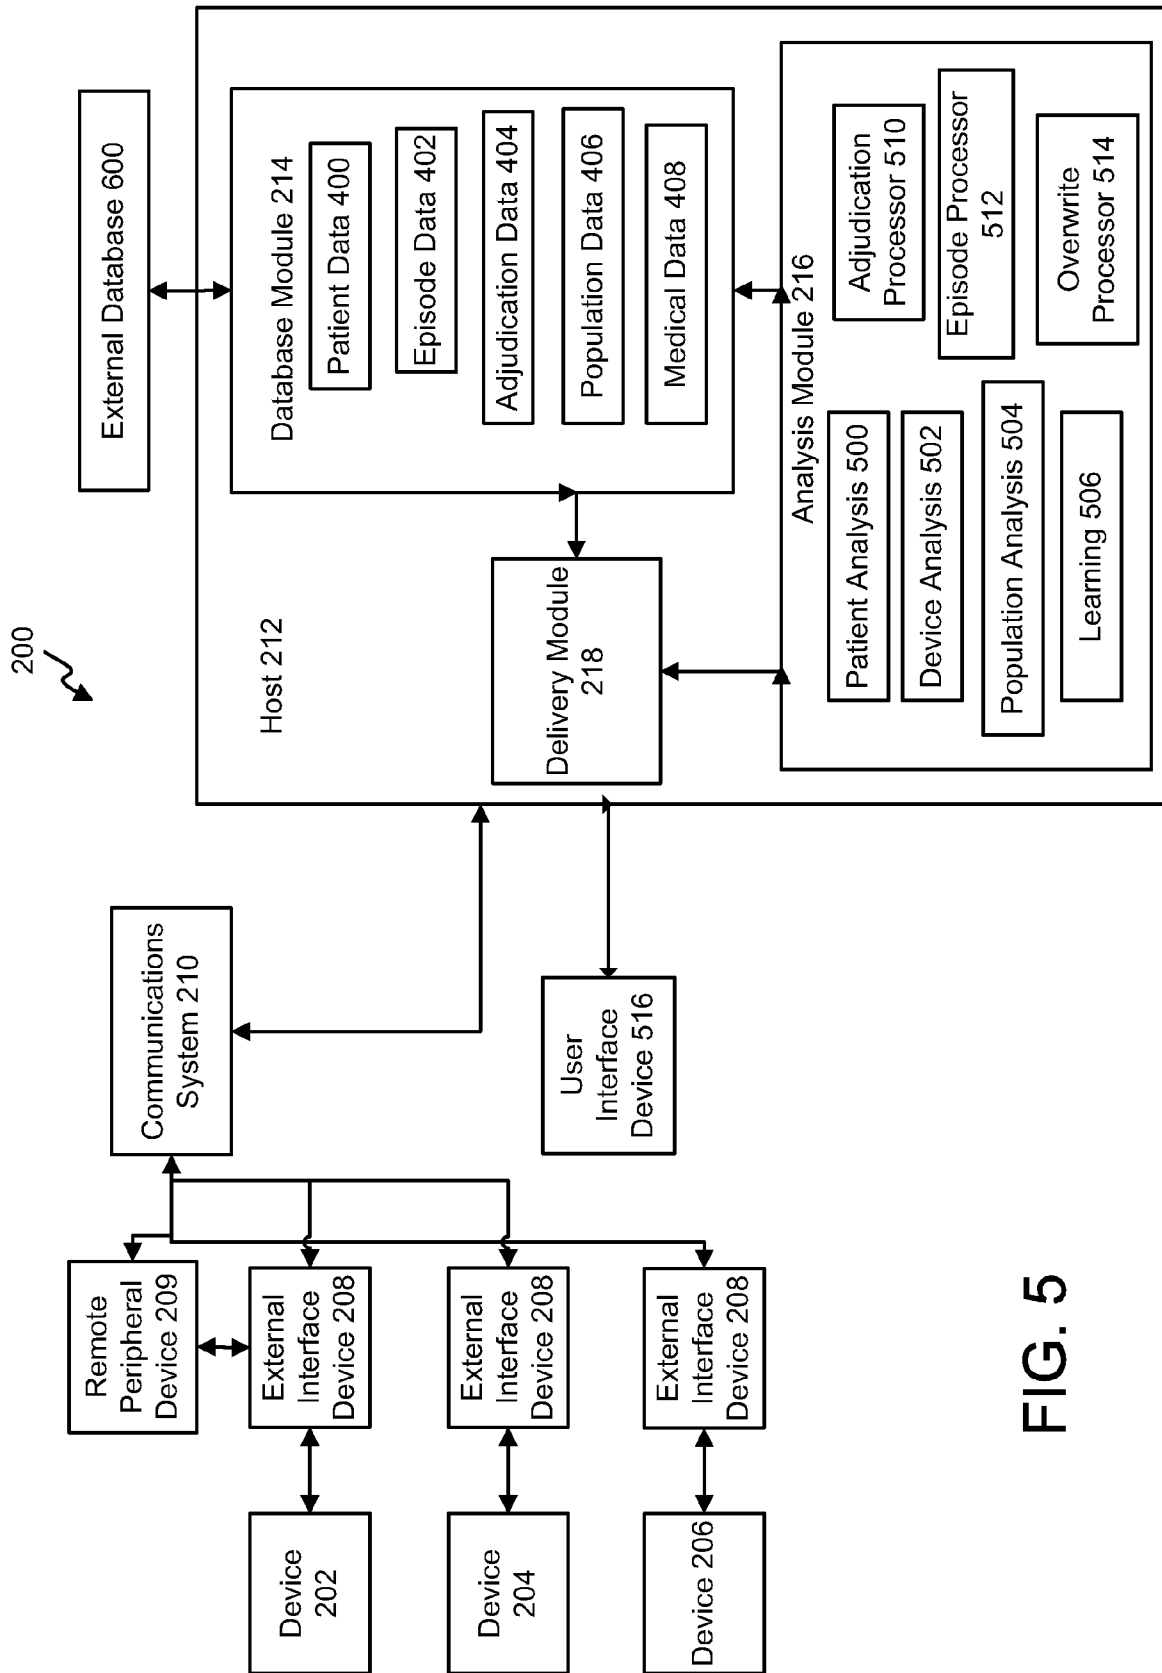 200
External Database 600
Host 212
Database Module 214
Patient Data 400
Episode Data 402
Adjudication Data 404
Population Data 406
Medical Data 408
Delivery Module
218
Analysis Module 216
Patient Analysis 500
Device Analysis 502
Population Analysis 504
Learning 506
Adjudication
Processor 510
Episode Processor
512
Overwrite
Processor 514
Communications
System 210
User
Interface
Device 516
Remote
Peripheral
Device 209
External
Interface
Device 208
External
Interface
Device 208
External
Interface
Device 208
Device
202
Device
204
Device 206
FIG. 5